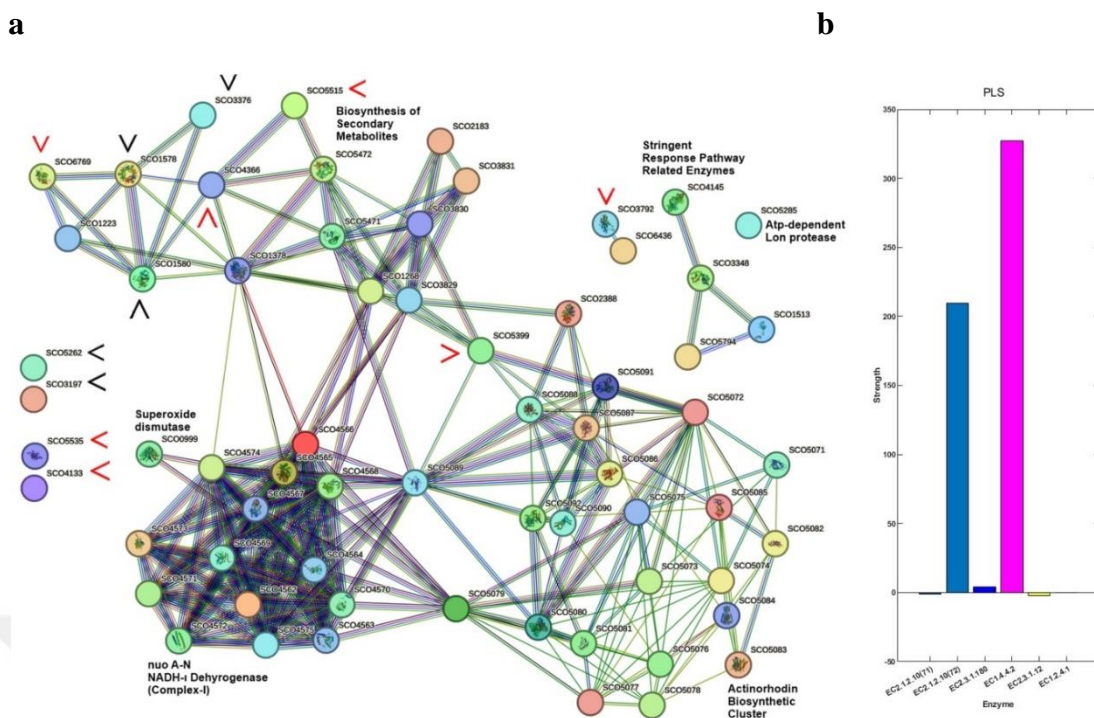 a
b
SCO3376
SCO5515
Biosynthesis of
Secondary
Metabolites
SCO2183
SCO3831
SCO6769
SCO1578
SCO4366
SCO5472
SCO3830
SCO1223
SCO5471
SCO1580
SCO1378
SCO1268
SCO3829
Stringent
Response Pathway
Related Enzymes
SCO4145
SCO3792
SCO6436
SCO5285
Atp-dependent
Lon protease
SCO3348
SCO1513
SCO5794
SCO2388
SCO5399
SCO5262
SCO3197
SCO5535
SCO4133
Superoxide
dismutase
SCO0999
SCO4574
SCO4566
SCO4565
SCO4568
SCO4567
SCO5089
SCO4573
SCO4569
SCO4564
SCO4571
SCO4562
SCO4570
SCO4572
SCO4575
SCO4563
nuo A-N
NADH-ı Dehyrogenase
(Complex-I)
SCO5091
SCO5088
SCO5087
SCO5072
SCO5086
SCO5071
SCO5092
SCO5090
SCO5075
SCO5085
SCO5082
SCO5073
SCO5074
SCO5079
SCO5080
SCO5084
SCO5081
SCO5076
SCO5083
SCO5077
SCO5078
Actinorhodin
Biosynthetic
Cluster
PLS
350
300
250
200
150
100
50
0
-50
Strength
EC2.1.2.10(71)
EC2.1.2.10(72)
EC2.3.1.180
EC1.4.4.2
EC2.3.1.12
EC1.2.4.1
Enzyme